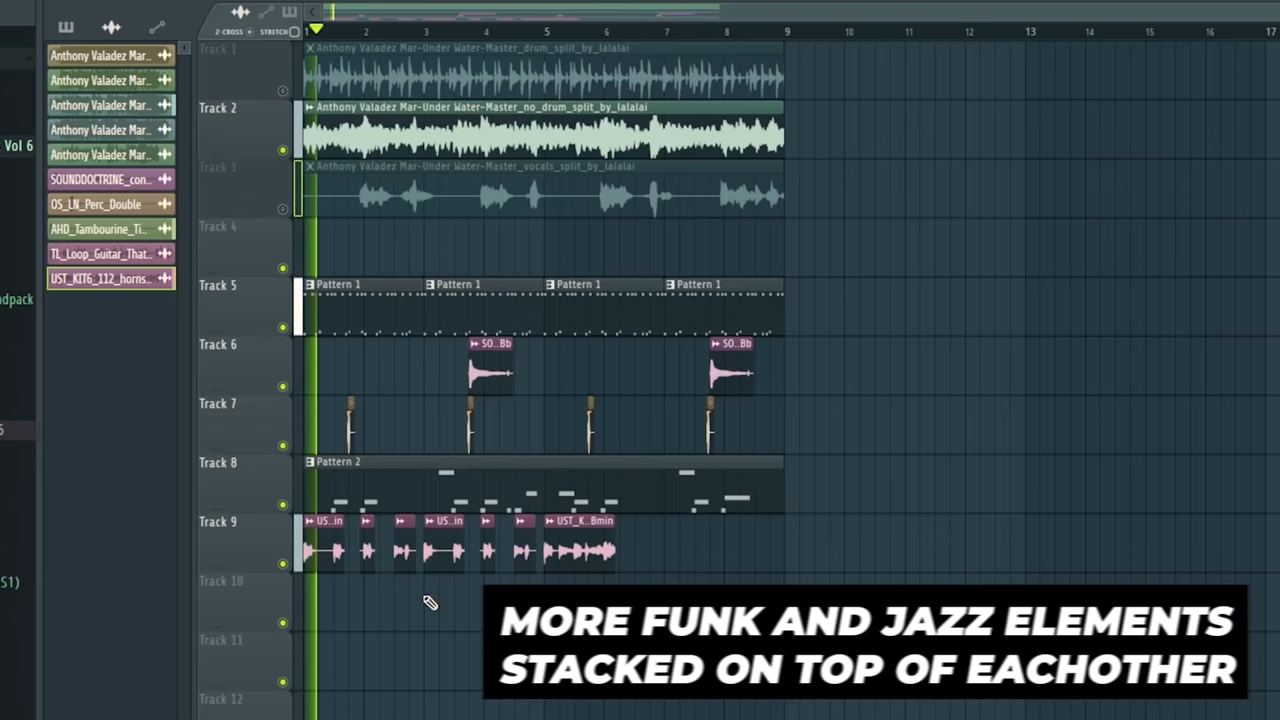 Z-CROSS
STRETCH
1 2 3 4 5 6 7 8 9 10 11 12 13 14 15 16 17
Anthony Valadez Mar..
Anthony Valadez Mar..
Anthony Valadez Mar..
Anthony Valadez Mar..
Anthony Valadez Mar..
SOUNDDOCTRINE_con..
OS_LN_Perc_Double
AHD_Tambourine_Ti..
TL_Loop_Guitar_That..
UST_KIT6_112_horns..
: Vol 6
ndpack
6
S1)
Track 1
Anthony Valadez Mar-Under Water-Master_drum_split_by_lalalai
Track 2
Anthony Valadez Mar-Under Water-Master_no_drum_split_by_lalalai
Track 3
Anthony Valadez Mar-Under Water-Master_vocals_split_by_lalalai
Track 4
Track 5
Pattern 1 Pattern 1 Pattern 1 Pattern 1
Track 6
SO..Bb SO..Bb
Track 7
Track 8
Pattern 2
Track 9
US..in US..in UST_K..Bmin
Track 10
Track 11
Track 12
MORE FUNK AND JAZZ ELEMENTS
STACKED ON TOP OF EACHOTHER